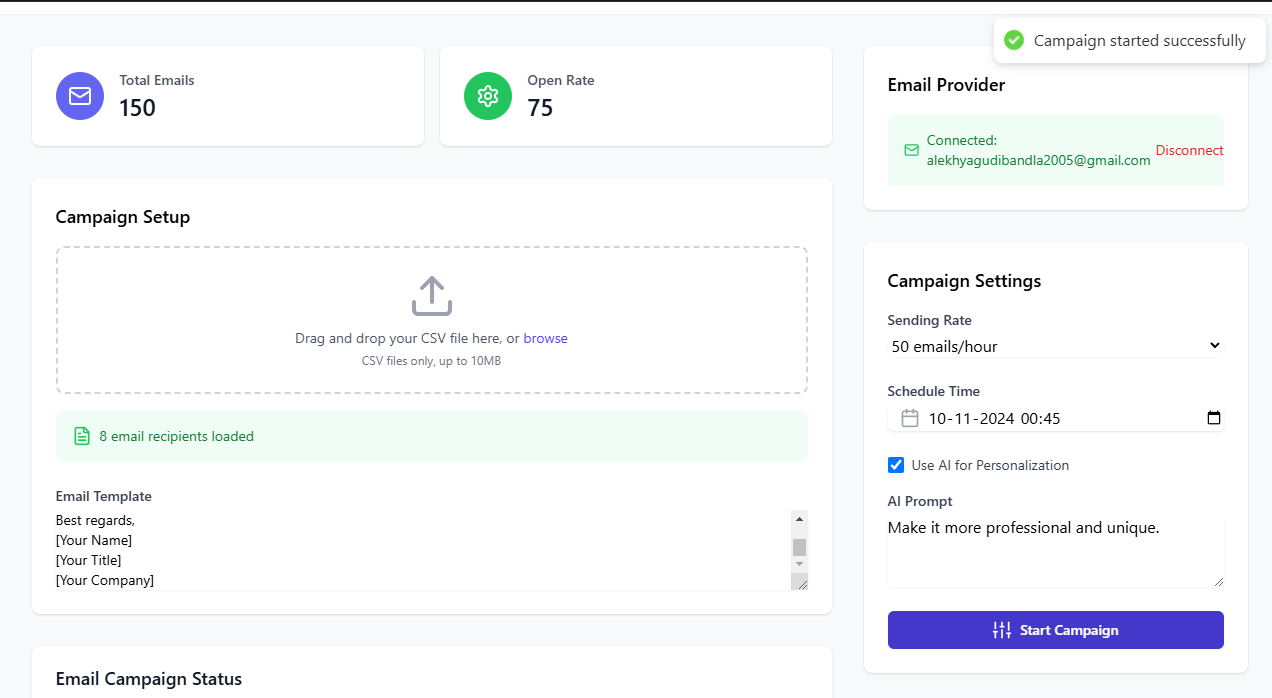 Campaign started successfully
Total Emails
150
Open Rate
75
Campaign Setup
Drag and drop your CSV file here, or browse
CSV files only, up to 10MB
8 email recipients loaded
Email Template
Best regards,
[Your Name]
[Your Title]
[Your Company]
Email Campaign Status
Email Provider
Connected:
alekhyagudibandla2005@gmail.com
Disconnect
Campaign Settings
Sending Rate
50 emails/hour
Schedule Time
10-11-2024 00:45
Use AI for Personalization
AI Prompt
Make it more professional and unique.
Start Campaign